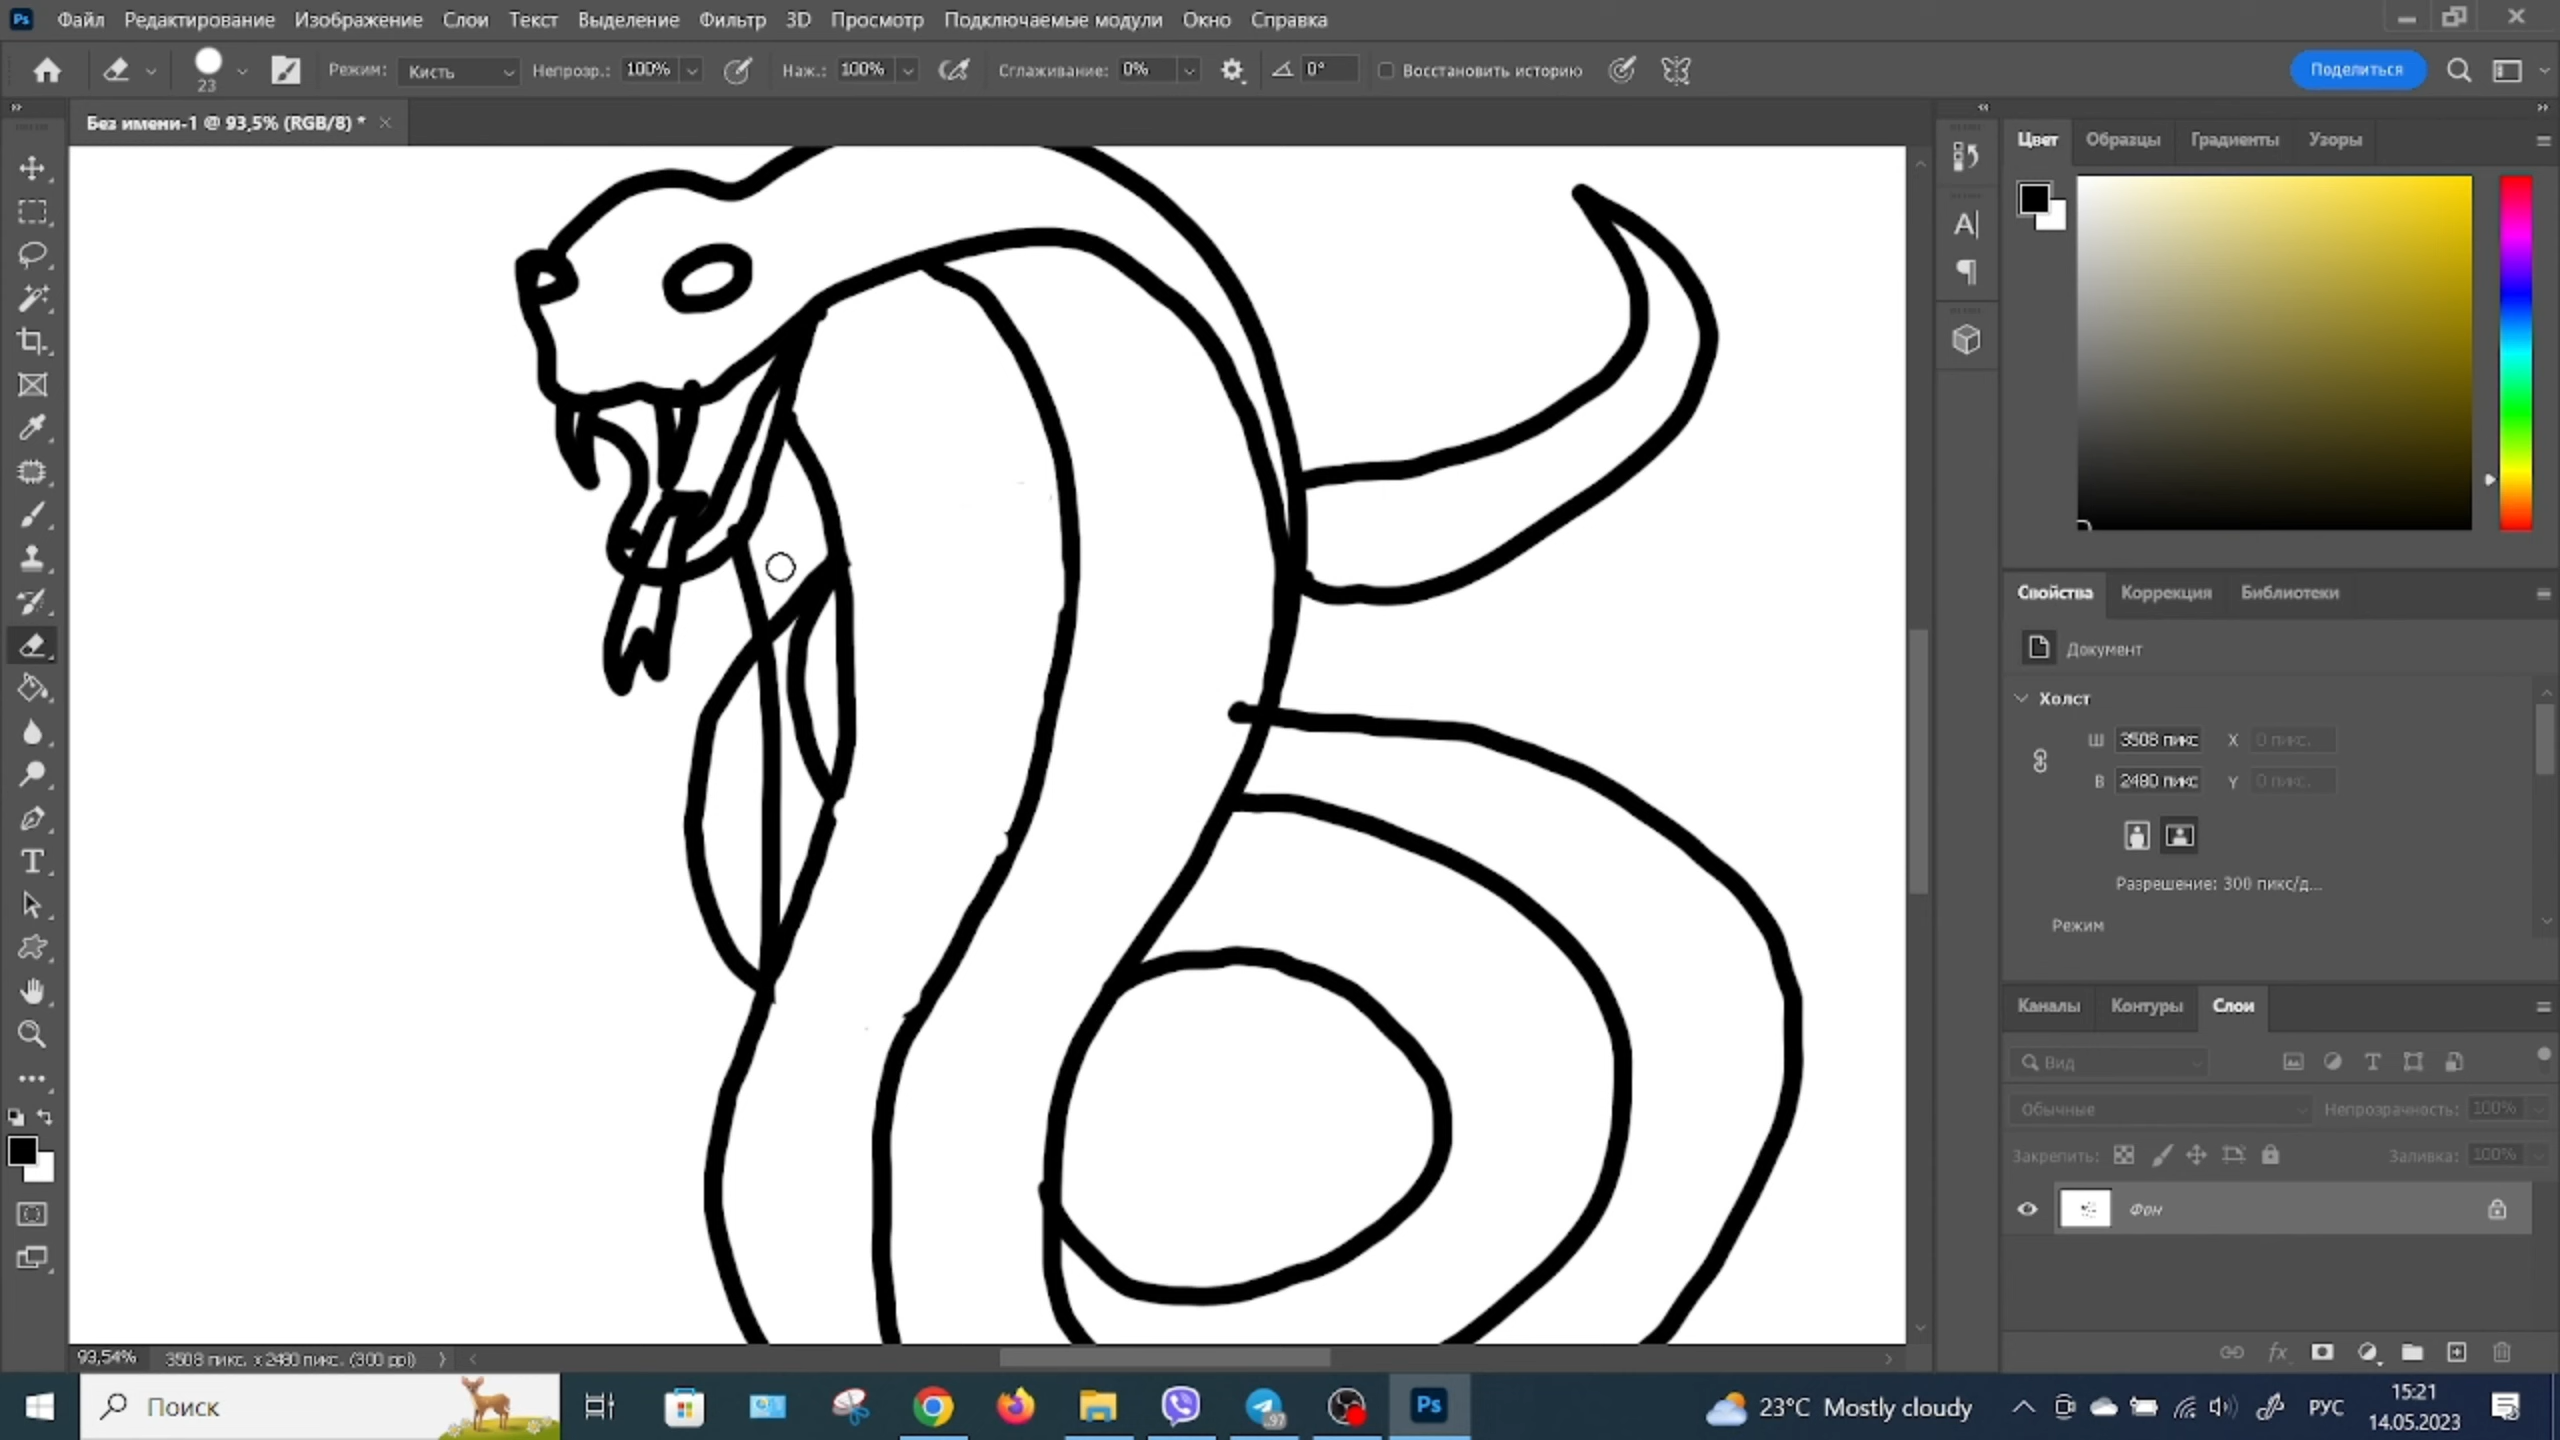 Ps Файл Редактирование Изображение Слои Текст Выделение Фильтр 3D Просмотр Подключаемые модули Окно Справка
23 Режим: Кисть Непрозр.: 100% Наж.: 100% Сглаживание: 0% 0° Восстановить историю Поделиться
Без имени-1 @ 93,5% (RGB/8) *
Цвет Образцы Градиенты Узоры
Свойства Коррекция Библиотеки
Документ
Холст
Ш 3508 пикс X 0 пикс.
В 2480 пикс Y 0 пикс.
Разрешение: 300 пикс/д...
Режим
Каналы Контуры Слои
Вид
Обычные Непрозрачность: 100%
Закрепить: Заливка: 100%
Фон
93,54% 3508 пикс. x 2480 пикс. (300 ppi)
Поиск
97
Ps
23°C Mostly cloudy
РУС
15:21
14.05.2023